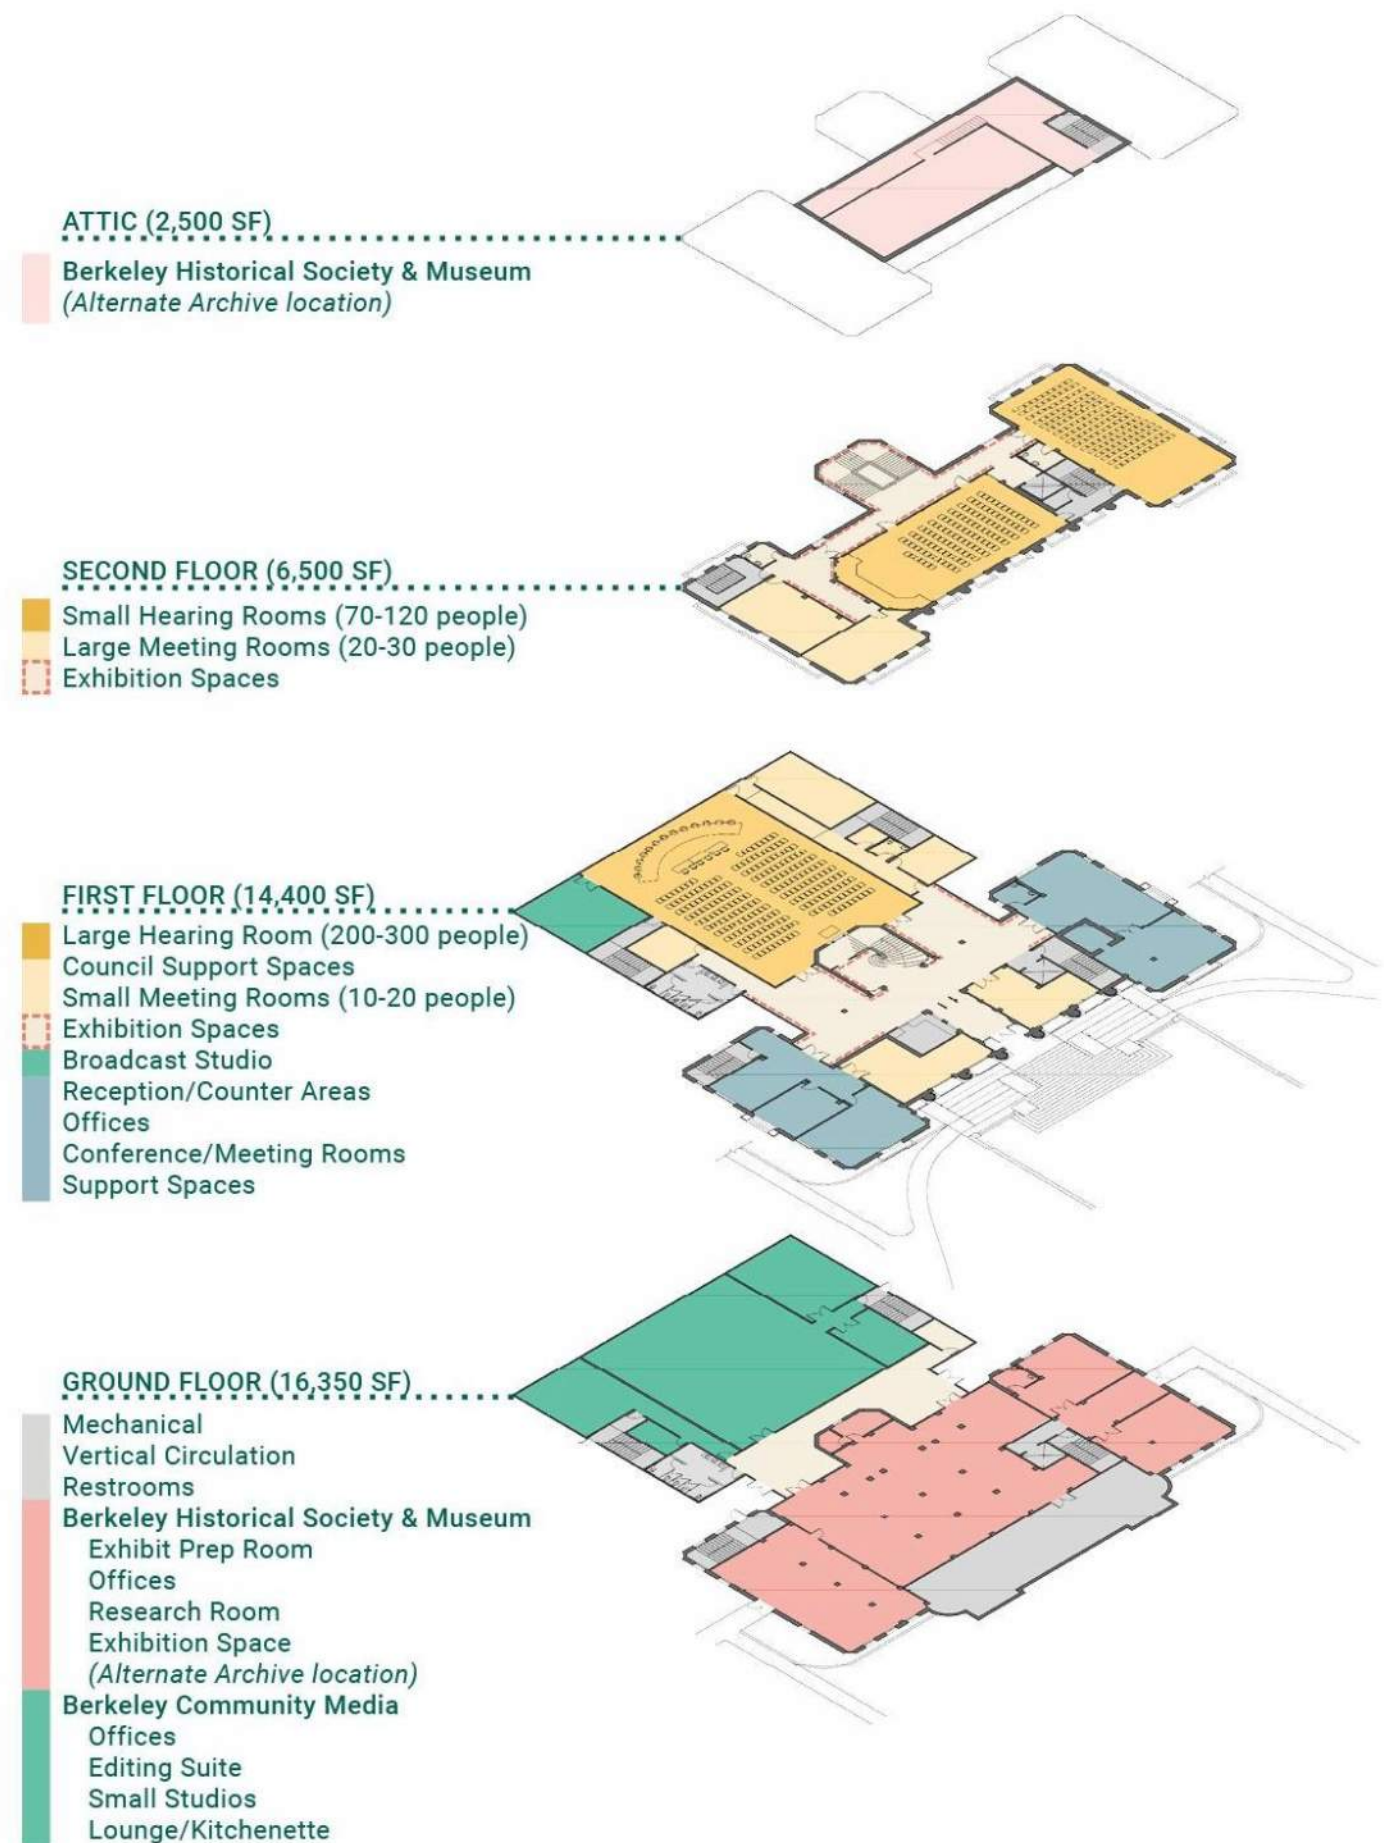 ATTIC (2,500 SF)
Berkeley Historical Society & Museum
(Alternate Archive location)
SECOND FLOOR (6,500 SF)
Small Hearing Rooms (70-120 people)
Large Meeting Rooms (20-30 people)
Exhibition Spaces
FIRST FLOOR (14,400 SF)
Large Hearing Room (200-300 people)
Council Support Spaces
Small Meeting Rooms (10-20 people)
Exhibition Spaces
Broadcast Studio
Reception/Counter Areas
Offices
Conference/Meeting Rooms
Support Spaces
GROUND FLOOR (16,350 SF)
Mechanical
Vertical Circulation
Restrooms
Berkeley Historical Society & Museum
Exhibit Prep Room
Offices
Research Room
Exhibition Space
(Alternate Archive location)
Berkeley Community Media
Offices
Editing Suite
Small Studios
Lounge/Kitchenette